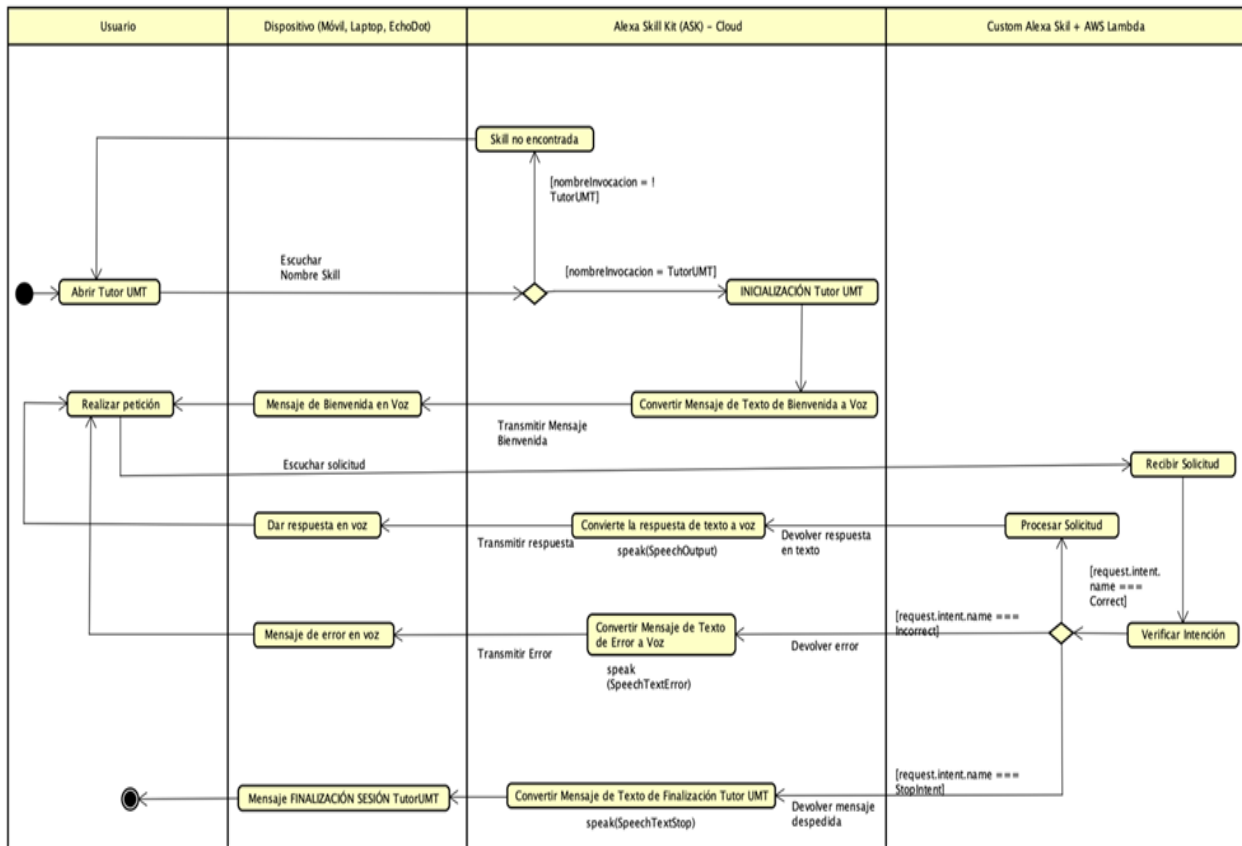 Usuario
Dispositivo (Móvil, Laptop, EchoDot)
Alexa Skill Kit (ASK) - Cloud
Custom Alexa Skil + AWS Lambda
Skill no encontrada
[nombreInvocacion = !
TutorUMT]
Escuchar
Nombre Skill
[nombreInvocacion = TutorUMT]
Abrir Tutor UMT
INICIALIZACIÓN Tutor UMT
Realizar petición
Mensaje de Bienvenida en Voz
Convertir Mensaje de Texto de Bienvenida a Voz
Transmitir Mensaje
Bienvenida
Escuchar solicitud
Recibir Solicitud
Dar respuesta en voz
Convierte la respuesta de texto a voz
Procesar Solicitud
Transmitir respuesta
speak(SpeechOutput)
Devolver respuesta
en texto
[request.intent.
name ===
Correct]
[request.intent.name ===
Incorrect]
Mensaje de error en voz
Convertir Mensaje de Texto
de Error a Voz
Verificar Intención
Transmitir Error
Devolver error
speak
(SpeechTextError)
[request.intent.name ===
StopIntent]
Mensaje FINALIZACIÓN SESIÓN TutorUMT
Convertir Mensaje de Texto de Finalización Tutor UMT
Devolver mensaje
despedida
speak(SpeechTextStop)